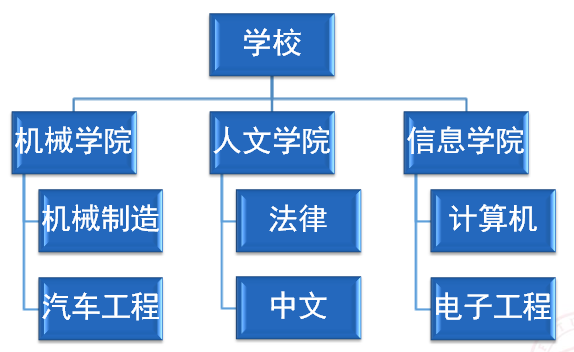 学校
机械学院
人文学院
信息学院
机械制造
法律
计算机
汽车工程
中文
电子工程